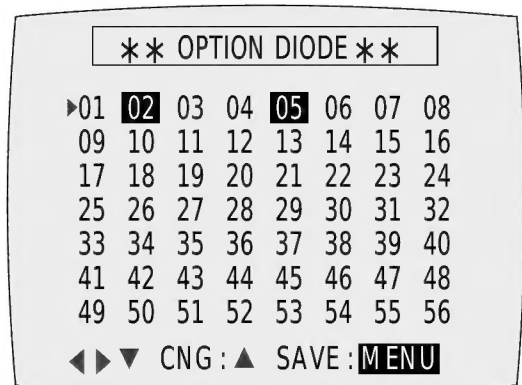 ** OPTION DIODE **
▶01 02 03 04 05 06 07 08
09 10 11 12 13 14 15 16
17 18 19 20 21 22 23 24
25 26 27 28 29 30 31 32
33 34 35 36 37 38 39 40
41 42 43 44 45 46 47 48
49 50 51 52 53 54 55 56
◀▶▼ CNG:▲ SAVE:MENU